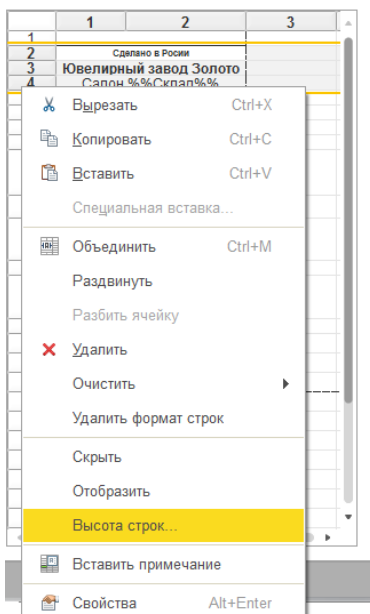 1 2 3
1
2 Сделано в Росии
3 Ювелирный завод Золото
4 Салон %%Склад%%
Вырезать Ctrl+X
Копировать Ctrl+C
Вставить Ctrl+V
Специальная вставка...
Объединить Ctrl+M
Раздвинуть
Разбить ячейку
Удалить
Очистить
Удалить формат строк
Скрыть
Отобразить
Высота строк...
Вставить примечание
Свойства Alt+Enter